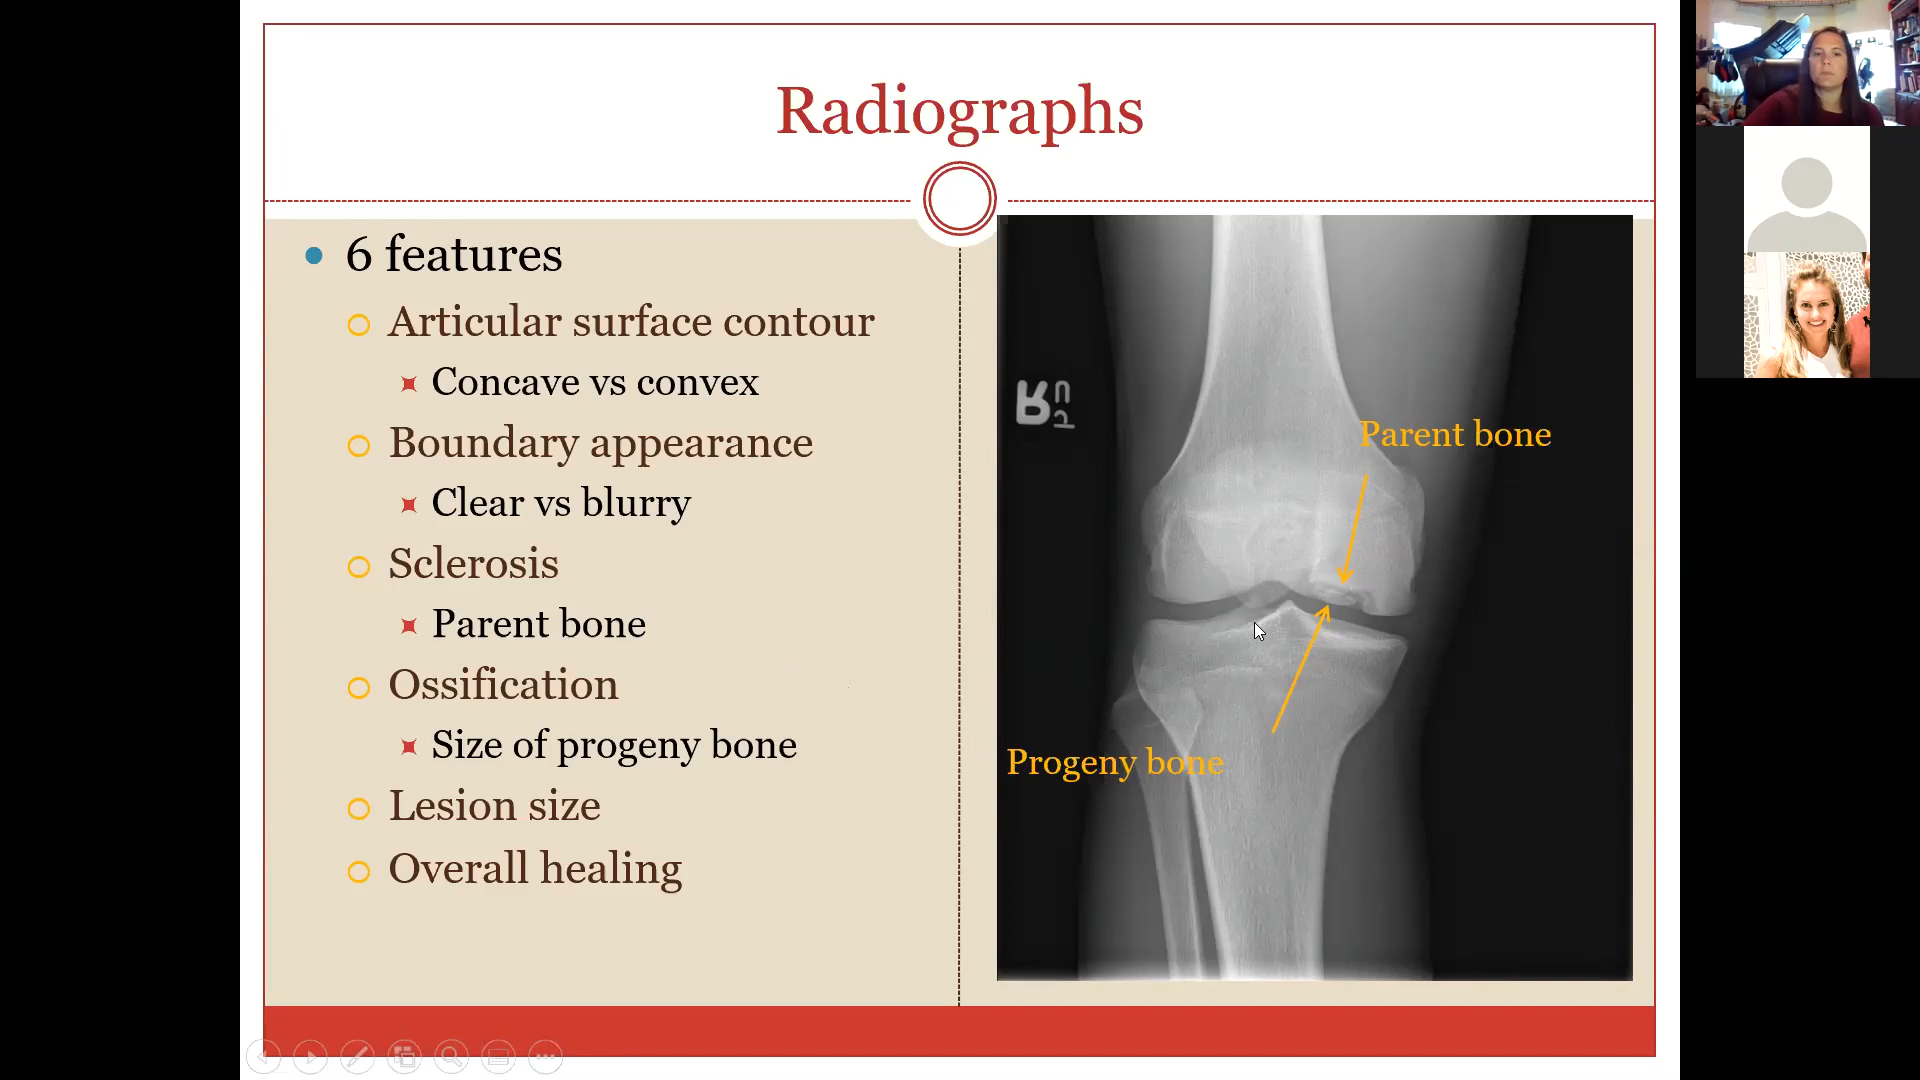 Radiographs
6 features
Articular surface contour
Concave vs convex
Boundary appearance
Clear vs blurry
Sclerosis
Parent bone
Ossification
Size of progeny bone
Lesion size
Overall healing
Parent bone
Progeny bone